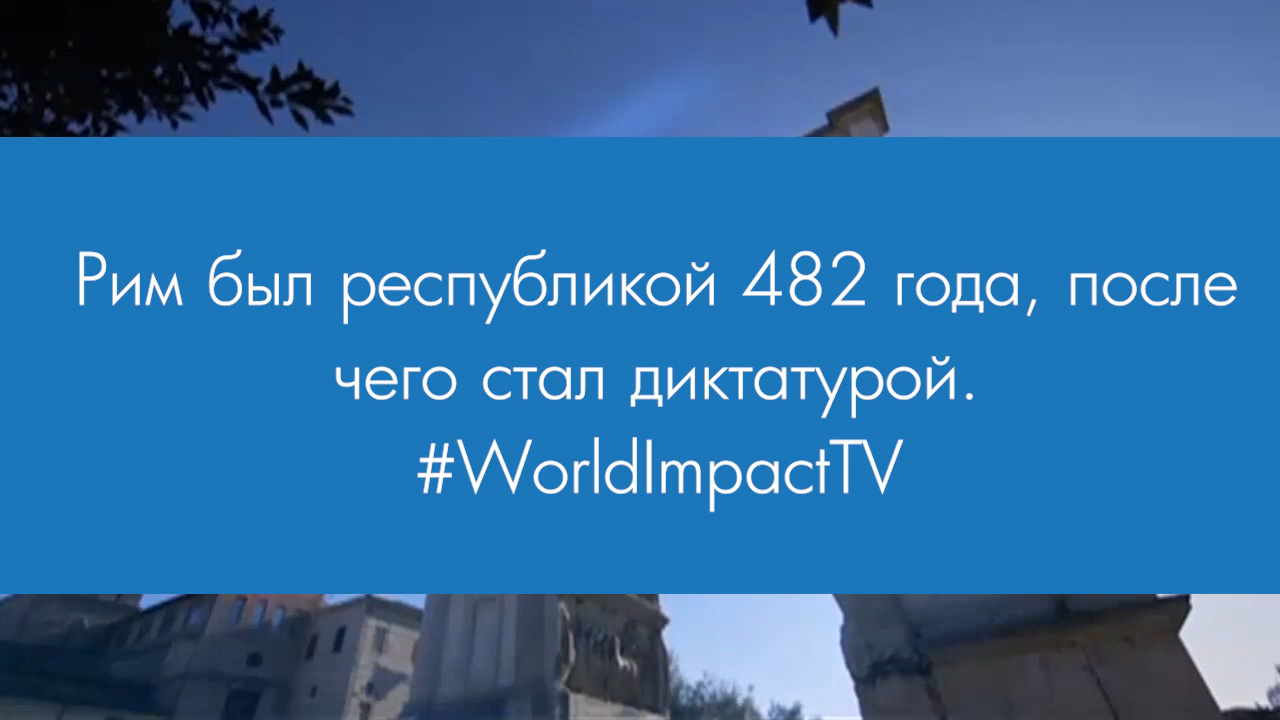 Рим был республикой 482 года, после
чего стал диктатурой.
#WorldImpactTV